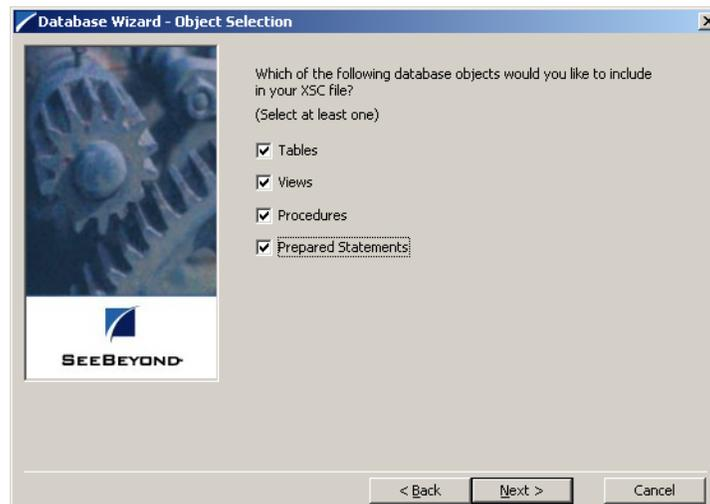 Database Wizard - Object Selection
Which of the following database objects would you like to include
in your XSC file?
(Select at least one)
Tables
Views
Procedures
Prepared Statements
SEEBEYOND
< Back
Next >
Cancel